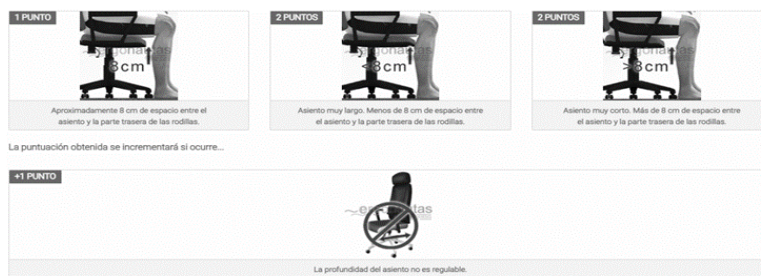 1 PUNTO
2 PUNTOS
2 PUNTOS
ergonautas
8cm
<8cm
>8cm
Aproximadamente 8 cm de espacio entre el
asiento y la parte trasera de las rodillas.
Asiento muy largo. Menos de 8 cm de espacio entre
el asiento y la parte trasera de las rodillas.
Asiento muy corto. Más de 8 cm de espacio entre
el asiento y la parte trasera de las rodillas.
La puntuación obtenida se incrementará si ocurre...
+1 PUNTO
La profundidad del asiento no es regulable.